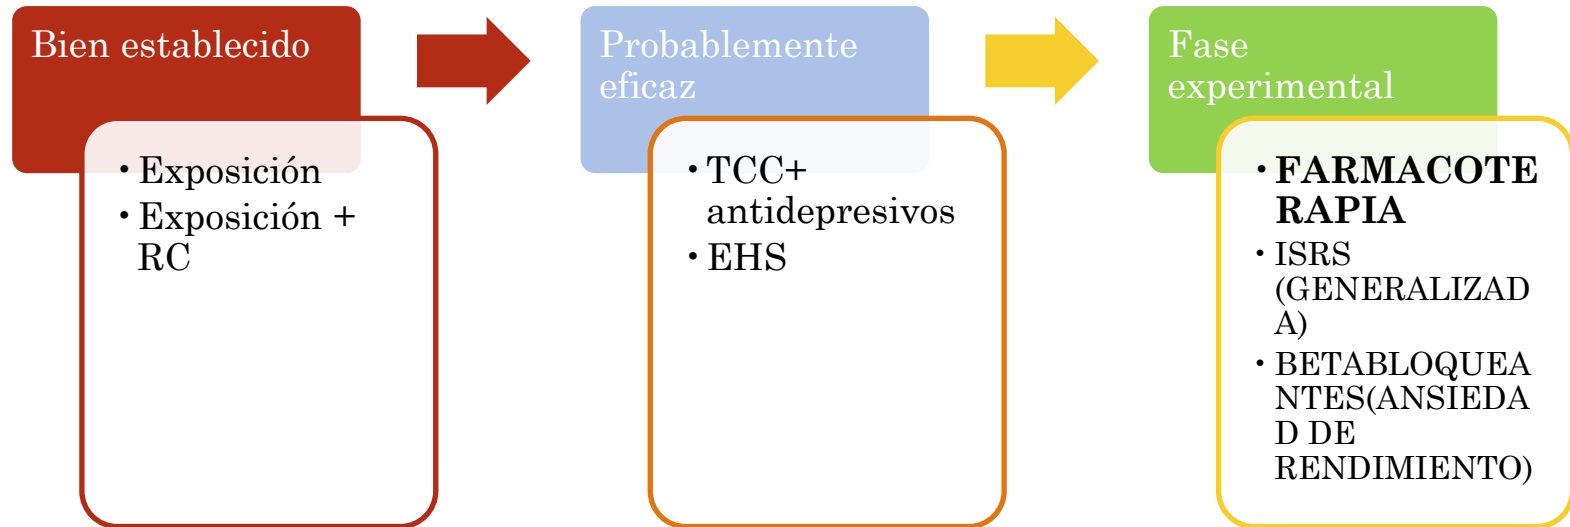 Bien establecido
• Exposición
• Exposición +
RC
Probablemente
eficaz
• TCC+
antidepresivos
• EHS
Fase
experimental
• FARMACOTE
RAPIA
• ISRS
(GENERALIZAD
A)
• BETABLOQUEA
NTES(ANSIEDA
D DE
RENDIMIENTO)